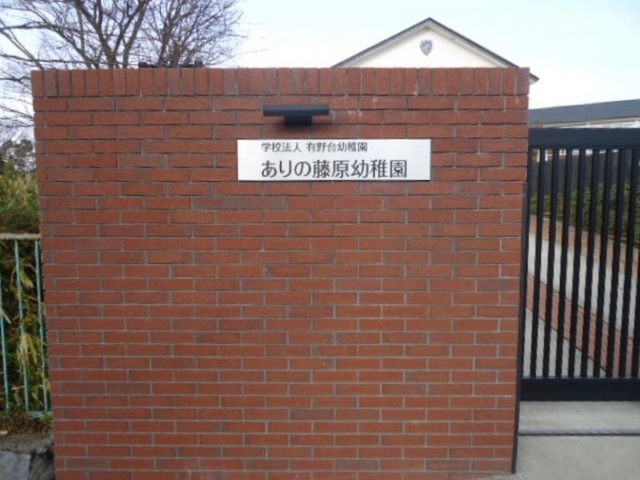 学校法人 有野台幼稚園
ありの藤原幼稚園